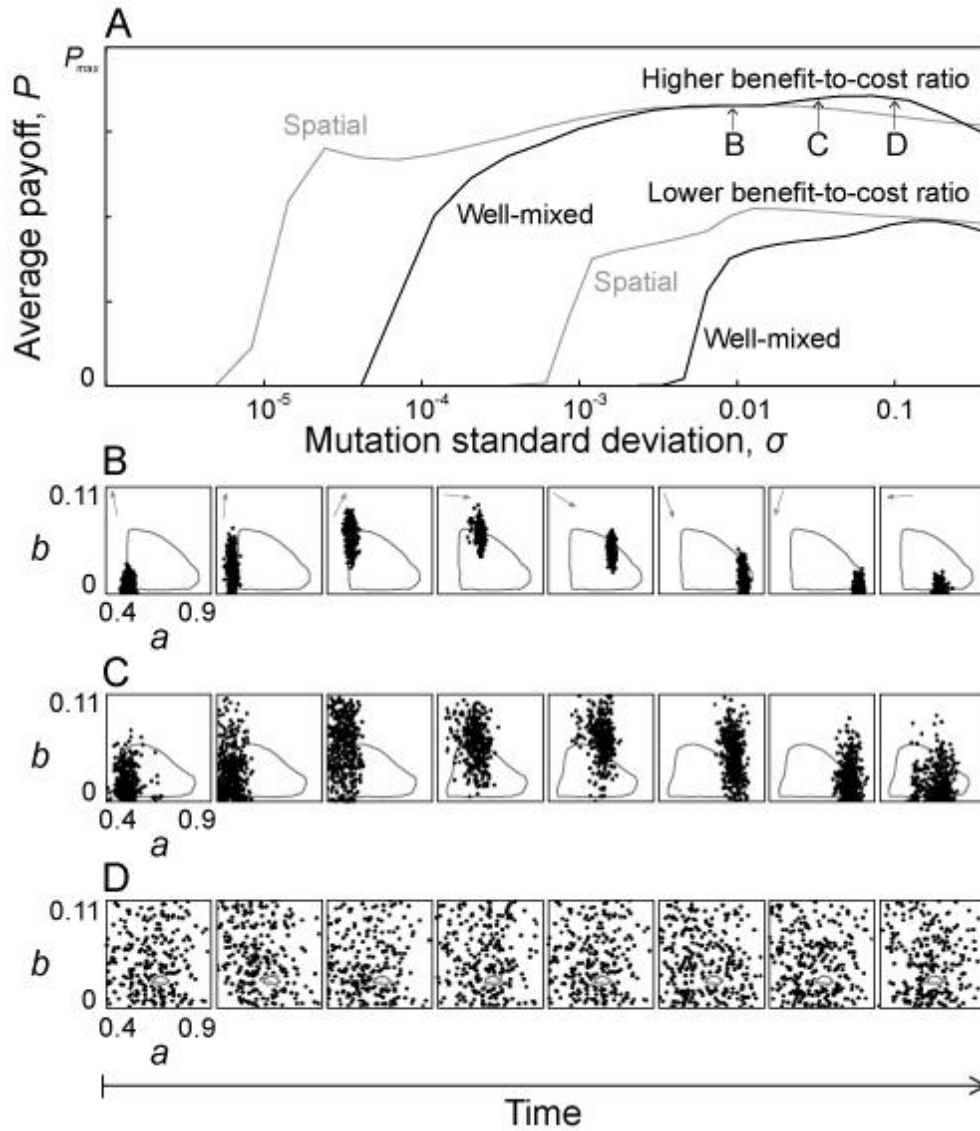 A
P_max
Higher benefit-to-cost ratio
Spatial
B C D
Lower benefit-to-cost ratio
Well-mixed
Spatial
Well-mixed
Average payoff, P
0
10^-5 10^-4 10^-3 0.01 0.1
Mutation standard deviation, σ
B
0.11
b
0
0.4 0.9
a
C
0.11
b
0
0.4 0.9
a
D
0.11
b
0
0.4 0.9
a
Time